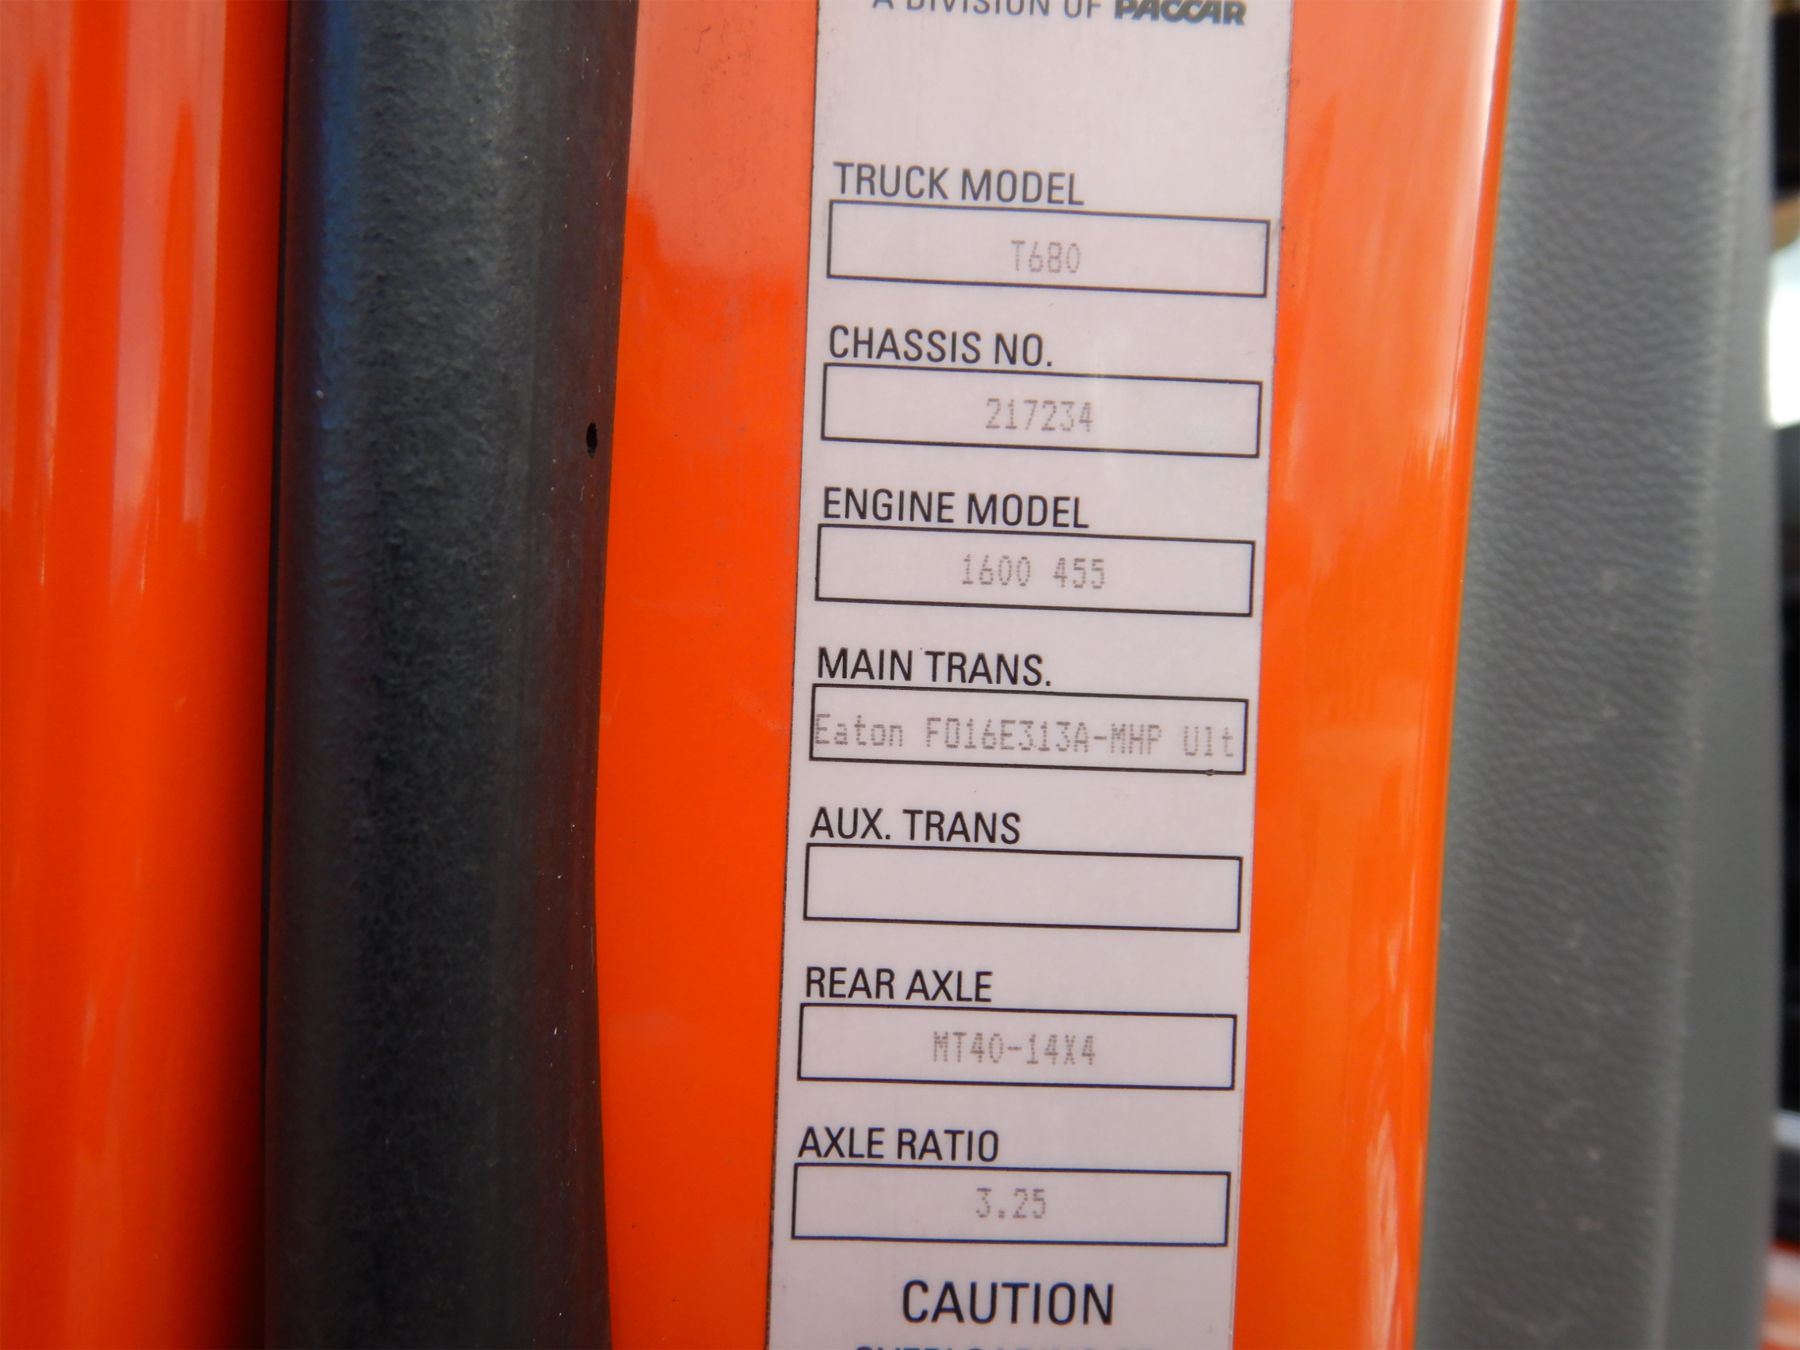 A DIVISION OF PACCAR
TRUCK MODEL
T680
CHASSIS NO.
217234
ENGINE MODEL
1600 455
MAIN TRANS.
Eaton FO16E313A-MHP Ult
AUX. TRANS
REAR AXLE
MT40-14X4
AXLE RATIO
3.25
CAUTION